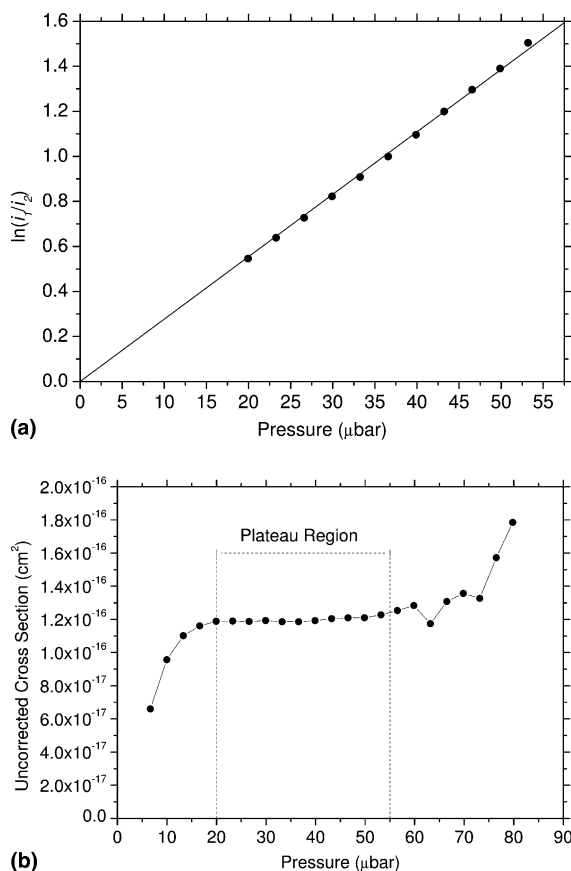 1.6
1.4
1.2
1.0
0.8
0.6
0.4
0.2
0.0
ln(i₁/i₂)
0 5 10 15 20 25 30 35 40 45 50 55
Pressure (μbar)
(a)
2.0x10⁻¹⁶
1.8x10⁻¹⁶
1.6x10⁻¹⁶
1.4x10⁻¹⁶
1.2x10⁻¹⁶
1.0x10⁻¹⁶
8.0x10⁻¹⁷
6.0x10⁻¹⁷
4.0x10⁻¹⁷
2.0x10⁻¹⁷
0.0
Uncorrected Cross Section (cm²)
Plateau Region
0 10 20 30 40 50 60 70 80 90
Pressure (μbar)
(b)